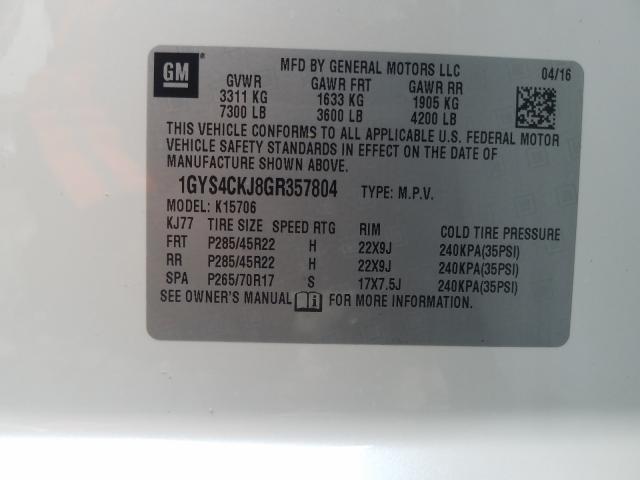 GM
MFD BY GENERAL MOTORS LLC 04/16
GVWR GAWR FRT GAWR RR
3311 KG 1633 KG 1905 KG
7300 LB 3600 LB 4200 LB
THIS VEHICLE CONFORMS TO ALL APPLICABLE U.S. FEDERAL MOTOR
VEHICLE SAFETY STANDARDS IN EFFECT ON THE DATE OF
MANUFACTURE SHOWN ABOVE.
1GYS4CKJ8GR357804 TYPE: M.P.V.
MODEL: K15706
KJ77 TIRE SIZE SPEED RTG RIM COLD TIRE PRESSURE
FRT P285/45R22 H 22X9J 240KPA(35PSI)
RR P285/45R22 H 22X9J 240KPA(35PSI)
SPA P265/70R17 S 17X7.5J 240KPA(35PSI)
SEE OWNER'S MANUAL FOR MORE INFORMATION.